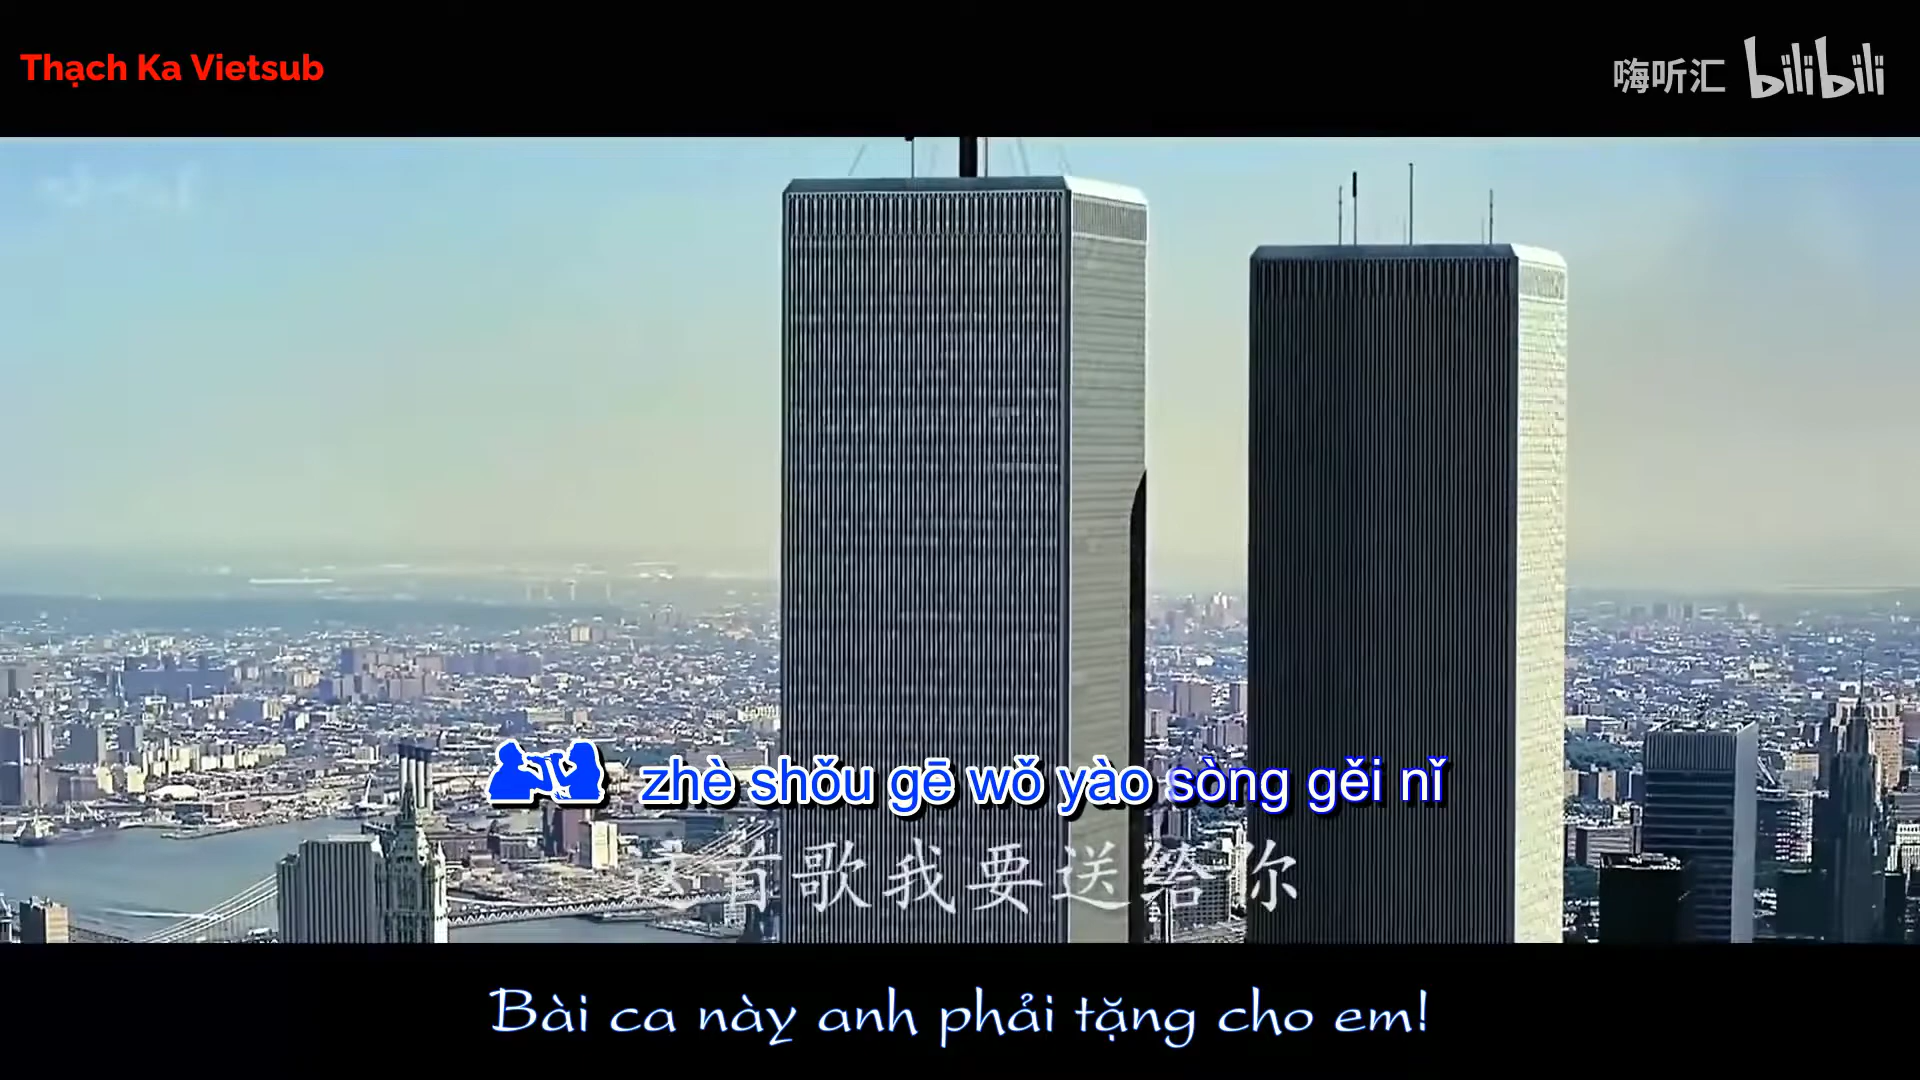 Thạch Ka Vietsub
嗨听汇 bilibili
zhè shǒu gē wǒ yào sòng gěi nǐ
这首歌我要送给你
Bài ca này anh phải tặng cho em!